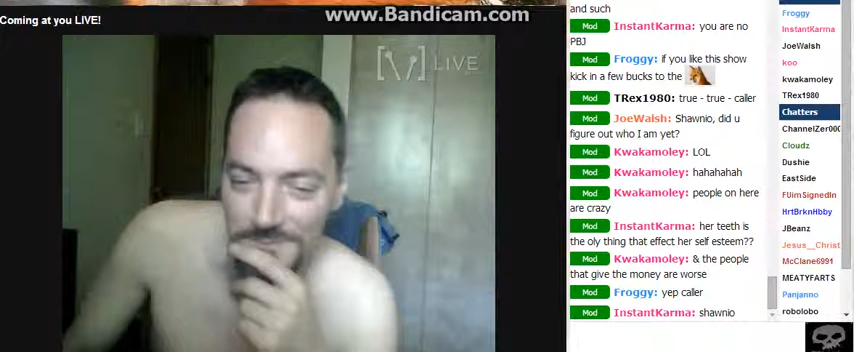 www.Bandicam.com
Coming at you LIVE!
LIVE
and such
Mod InstantKarma: you are no
PBJ
Mod Froggy: if you like this show
kick in a few bucks to the
Mod TRex1980: true - true - caller
Mod JoeWalsh: Shawnio, did u
figure out who I am yet?
Mod Kwakamoley: LOL
Mod Kwakamoley: hahahahah
Mod Kwakamoley: people on here
are crazy
Mod InstantKarma: her teeth is
the oly thing that effect her self esteem??
Mod Kwakamoley: & the people
that give the money are worse
Mod Froggy: yep caller
Mod InstantKarma: shawnio
Froggy
InstantKarma
JoeWalsh
koo
kwakamoley
TRex1980
Chatters
Cloudz
Dushie
EastSide
FUimSignedIn
HrtBrknHbby
JBeanz
Jesus__Christ
McClane6991
MEATYFARTS
Panjanno
robolobo